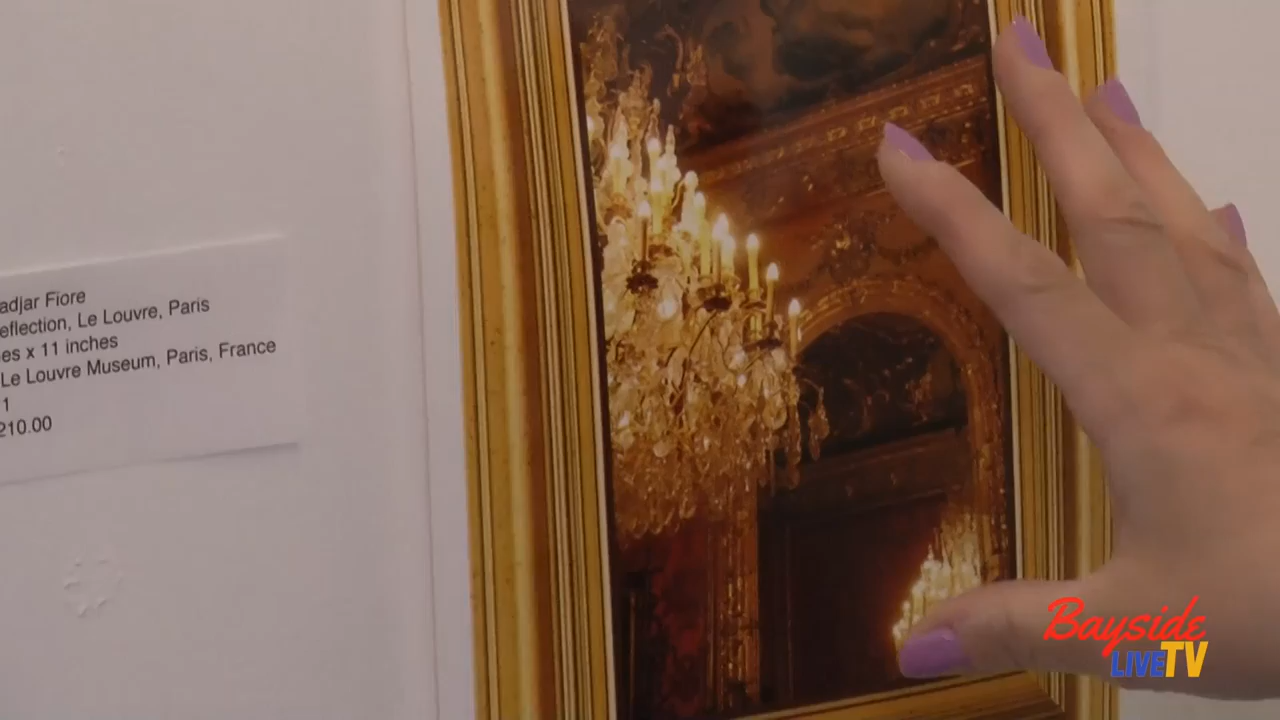 adjar Fiore
eflection, Le Louvre, Paris
es x 11 inches
Le Louvre Museum, Paris, France
1
210.00
Bayside
LIVETV